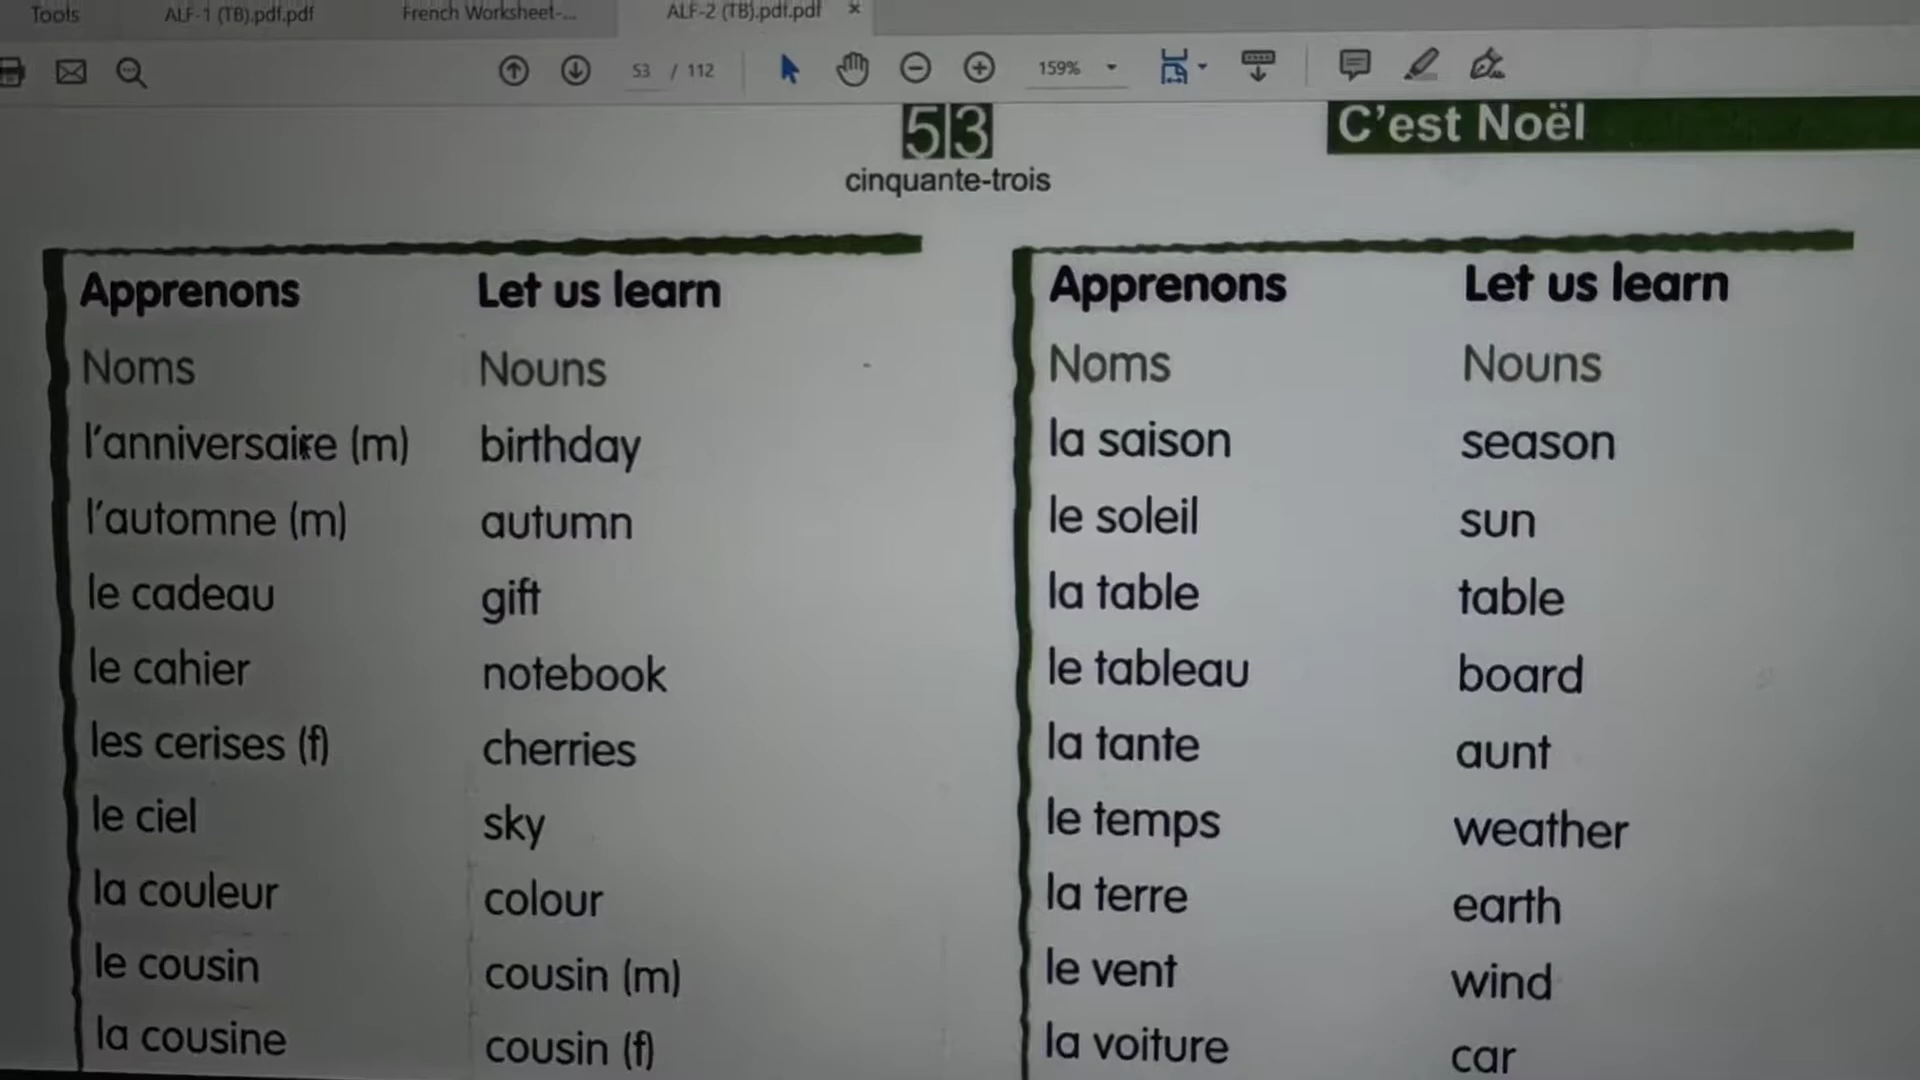 Tools ALF-1 (TB).pdf.pdf French Worksheet-... ALF-2 (TB).pdf.pdf ×
53 / 112 159%
53
cinquante-trois
C'est Noël
Apprenons Let us learn
Noms Nouns
l'anniversaire (m) birthday
l'automne (m) autumn
le cadeau gift
le cahier notebook
les cerises (f) cherries
le ciel sky
la couleur colour
le cousin cousin (m)
la cousine cousin (f)
Apprenons Let us learn
Noms Nouns
la saison season
le soleil sun
la table table
le tableau board
la tante aunt
le temps weather
la terre earth
le vent wind
la voiture car